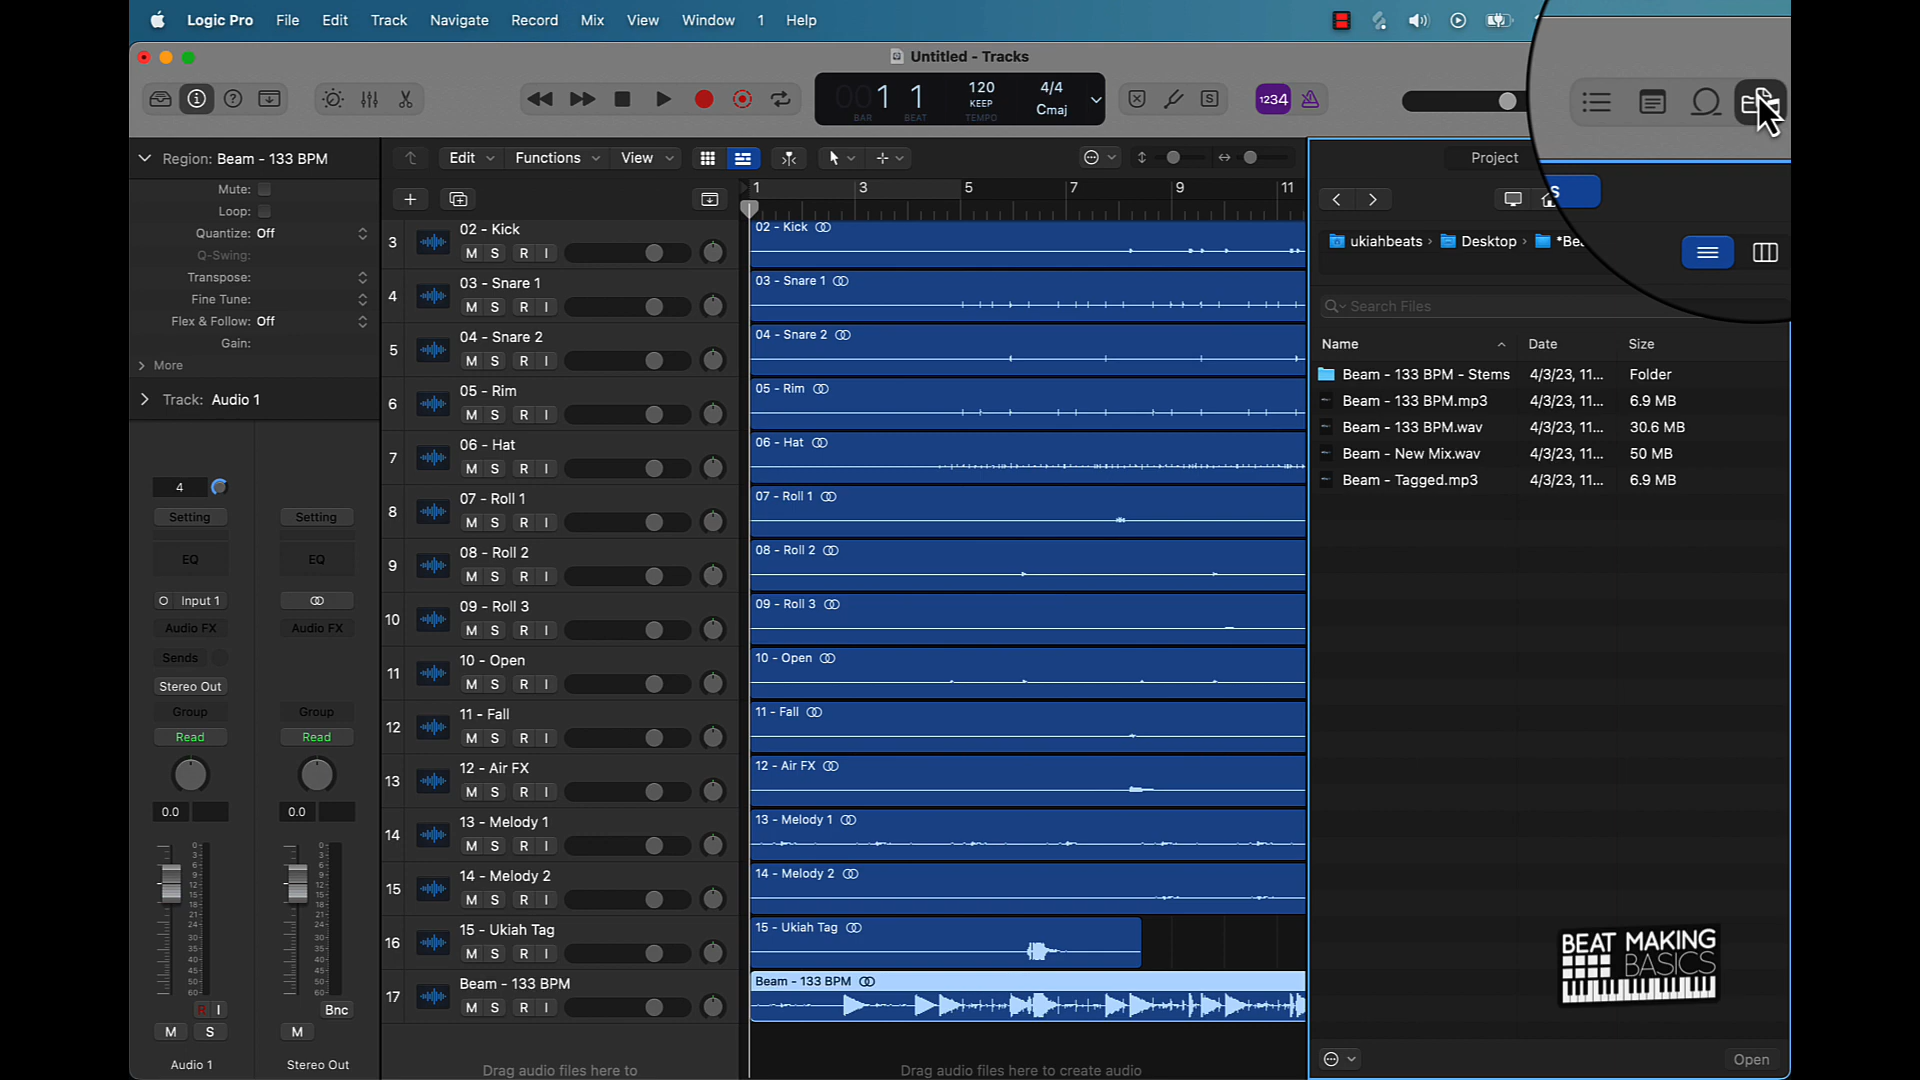 Logic Pro File Edit Track Navigate Record Mix View Window 1 Help
Untitled - Tracks
1 1 120 4/4
KEEP Cmaj
BAR BEAT TEMPO
1234
Region: Beam - 133 BPM
Mute:
Loop:
Quantize: Off
Q-Swing:
Transpose:
Fine Tune:
Flex & Follow: Off
Gain:
More
Track: Audio 1
4
Setting Setting
EQ EQ
Input 1
Audio FX Audio FX
Sends
Stereo Out
Group Group
Read Read
0.0 0.0
R I Bnc
M S M
Audio 1 Stereo Out
Edit Functions View
1 3 5 7 9 11
3 02 - Kick
M S R I
4 03 - Snare 1
M S R I
5 04 - Snare 2
M S R I
6 05 - Rim
M S R I
7 06 - Hat
M S R I
8 07 - Roll 1
M S R I
9 08 - Roll 2
M S R I
10 09 - Roll 3
M S R I
11 10 - Open
M S R I
12 11 - Fall
M S R I
13 12 - Air FX
M S R I
14 13 - Melody 1
M S R I
15 14 - Melody 2
M S R I
16 15 - Ukiah Tag
M S R I
17 Beam - 133 BPM
M S R I
Drag audio files here to
02 - Kick
03 - Snare 1
04 - Snare 2
05 - Rim
06 - Hat
07 - Roll 1
08 - Roll 2
09 - Roll 3
10 - Open
11 - Fall
12 - Air FX
13 - Melody 1
14 - Melody 2
15 - Ukiah Tag
Beam - 133 BPM
Drag audio files here to create audio
Project
ukiahbeats Desktop
Search Files
Name Date Size
Beam - 133 BPM - Stems 4/3/23, 11... Folder
Beam - 133 BPM.mp3 4/3/23, 11... 6.9 MB
Beam - 133 BPM.wav 4/3/23, 11... 30.6 MB
Beam - New Mix.wav 4/3/23, 11... 50 MB
Beam - Tagged.mp3 4/3/23, 11... 6.9 MB
BEAT MAKING
BASICS
Open